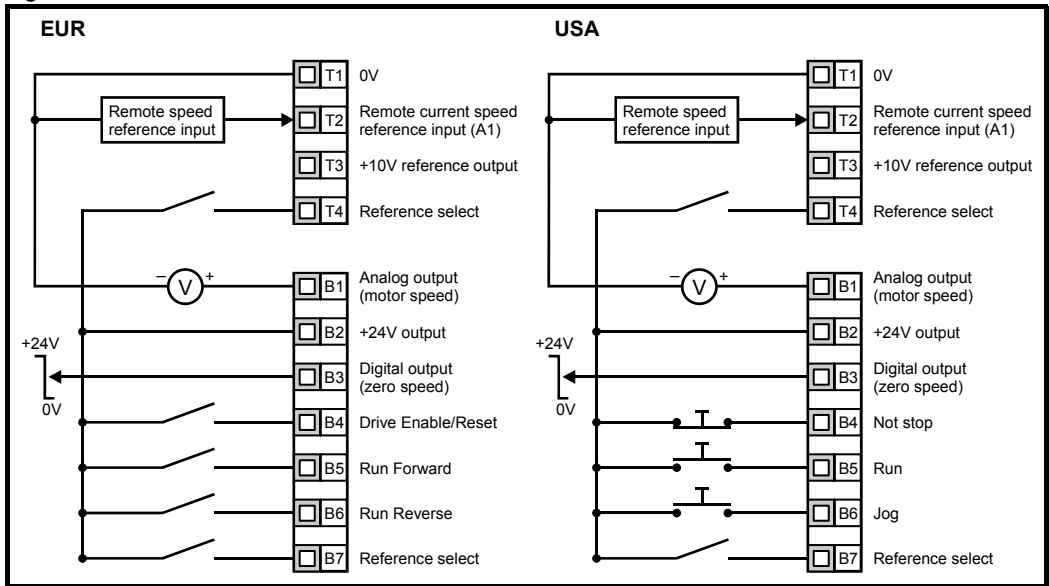 EUR
T1 0V
Remote speed
reference input
T2 Remote current speed
reference input (A1)
T3 +10V reference output
T4 Reference select
– V +
B1 Analog output
(motor speed)
B2 +24V output
+24V
0V
B3 Digital output
(zero speed)
B4 Drive Enable/Reset
B5 Run Forward
B6 Run Reverse
B7 Reference select
USA
T1 0V
Remote speed
reference input
T2 Remote current speed
reference input (A1)
T3 +10V reference output
T4 Reference select
– V +
B1 Analog output
(motor speed)
B2 +24V output
+24V
0V
B3 Digital output
(zero speed)
B4 Not stop
B5 Run
B6 Jog
B7 Reference select